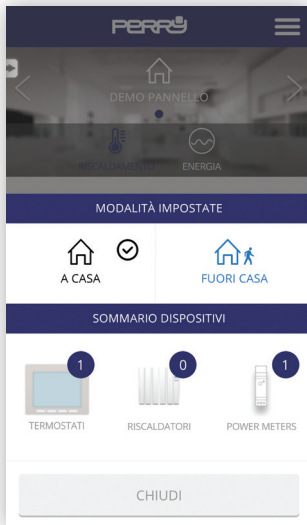 PERRY
DEMO PANNELLO
RISCALDAMENTO
ENERGIA
MODALITÀ IMPOSTATE
A CASA
FUORI CASA
SOMMARIO DISPOSITIVI
1
0
1
TERMOSTATI
RISCALDATORI
POWER METERS
CHIUDI